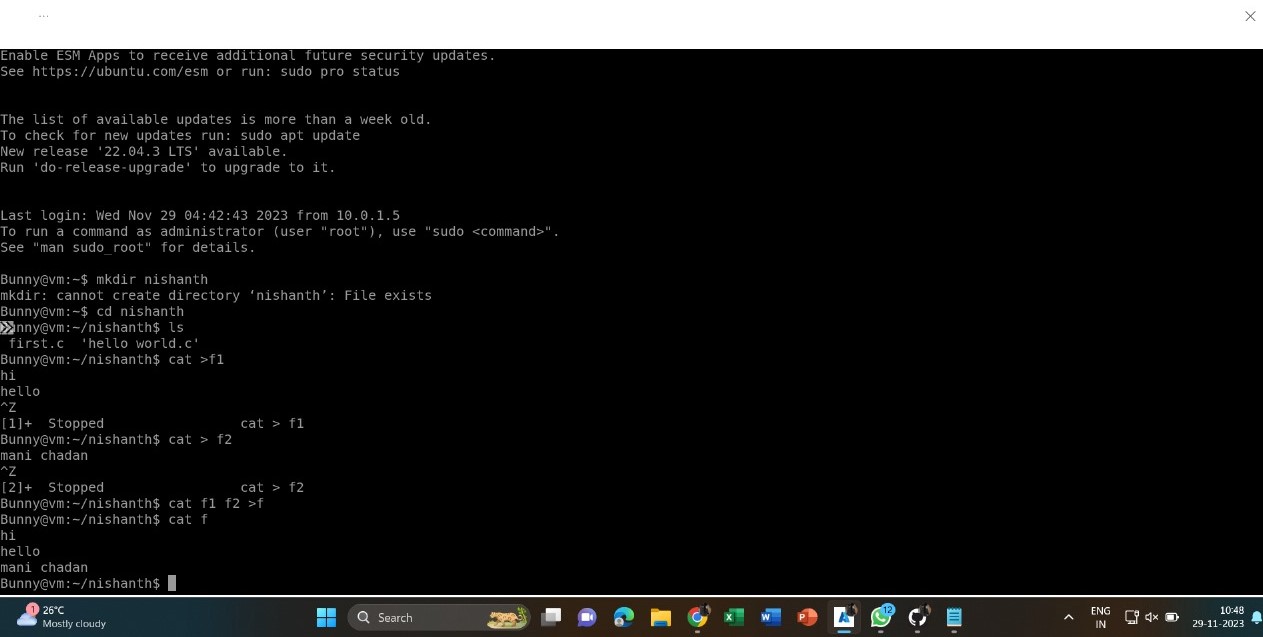 ...
Enable ESM Apps to receive additional future security updates.
See https://ubuntu.com/esm or run: sudo pro status
The list of available updates is more than a week old.
To check for new updates run: sudo apt update
New release '22.04.3 LTS' available.
Run 'do-release-upgrade' to upgrade to it.
Last login: Wed Nov 29 04:42:43 2023 from 10.0.1.5
To run a command as administrator (user "root"), use "sudo <command>".
See "man sudo_root" for details.
Bunny@vm:~$ mkdir nishanth
mkdir: cannot create directory ‘nishanth’: File exists
Bunny@vm:~$ cd nishanth
unny@vm:~/nishanth$ ls
first.c  'hello world.c'
Bunny@vm:~/nishanth$ cat >f1
hi
hello
^Z
[1]+  Stopped                 cat > f1
Bunny@vm:~/nishanth$ cat > f2
mani chadan
^Z
[2]+  Stopped                 cat > f2
Bunny@vm:~/nishanth$ cat f1 f2 >f
Bunny@vm:~/nishanth$ cat f
hi
hello
mani chadan
Bunny@vm:~/nishanth$
1
26°C
Mostly cloudy
Search
12
ENG
IN
10:48
29-11-2023